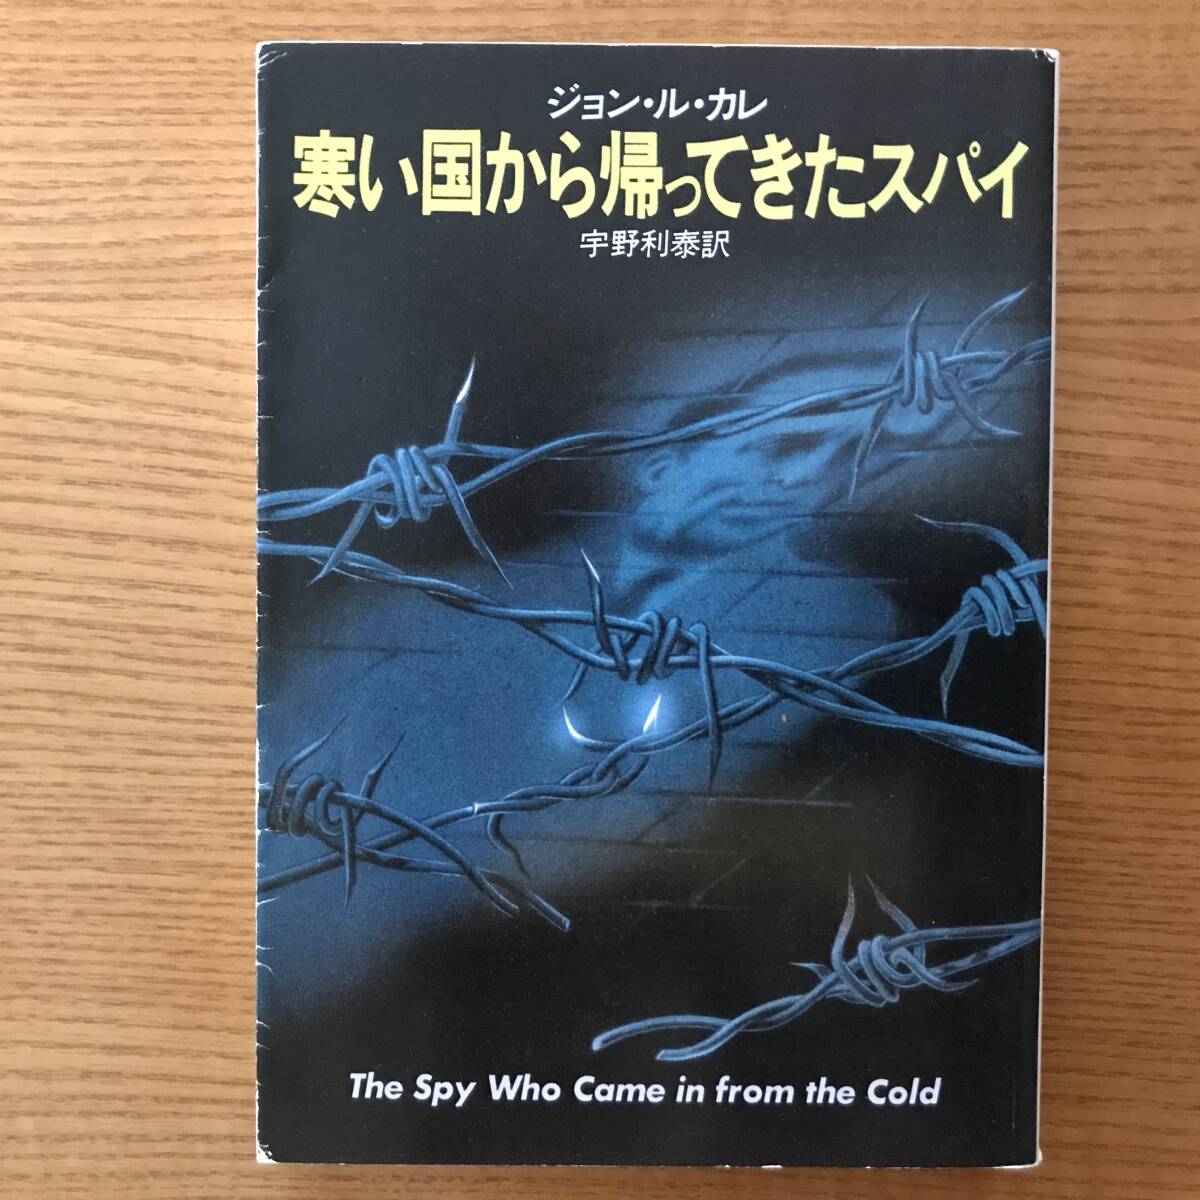 ジョン・ル・カレ
寒い国から帰ってきたスパイ
宇野利泰訳
The Spy Who Came in from the Cold